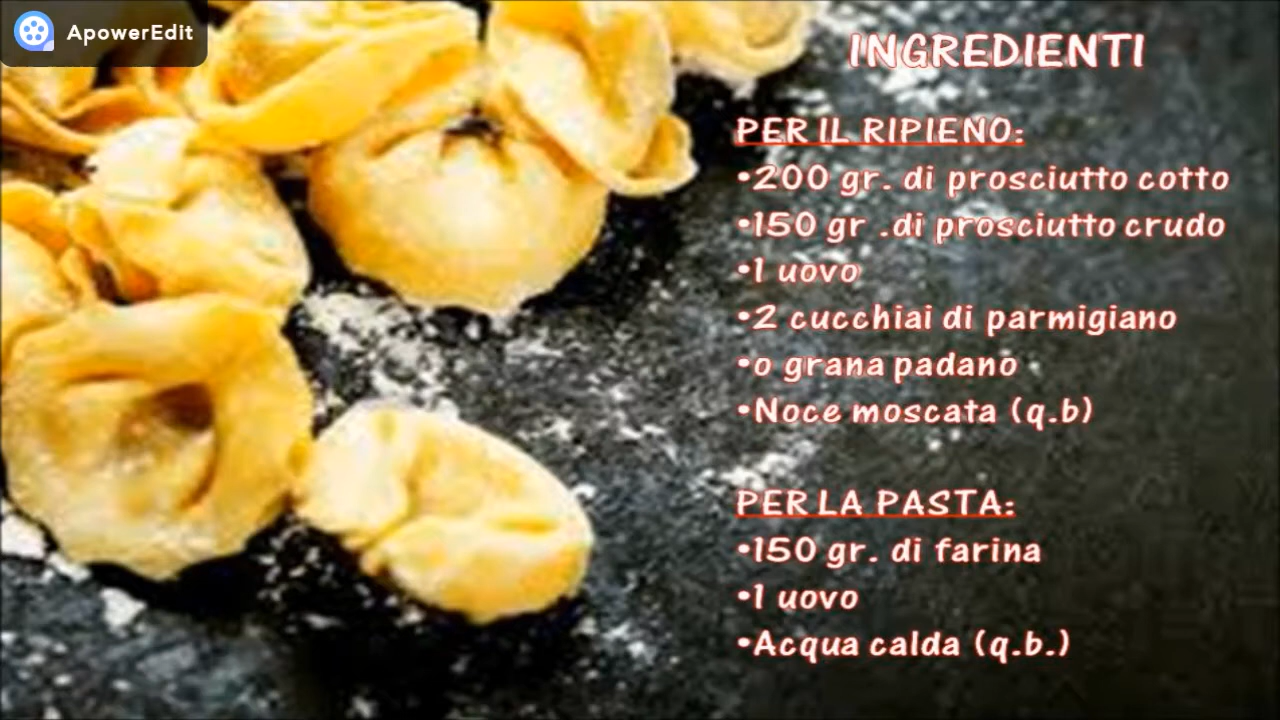 ApowerEdit
INGREDIENTI
PER IL RIPIENO:
•200 gr. di prosciutto cotto
•150 gr .di prosciutto crudo
•1 uovo
•2 cucchiai di parmigiano
•o grana padano
•Noce moscata (q.b)
PER LA PASTA:
•150 gr. di farina
•1 uovo
•Acqua calda (q.b.)